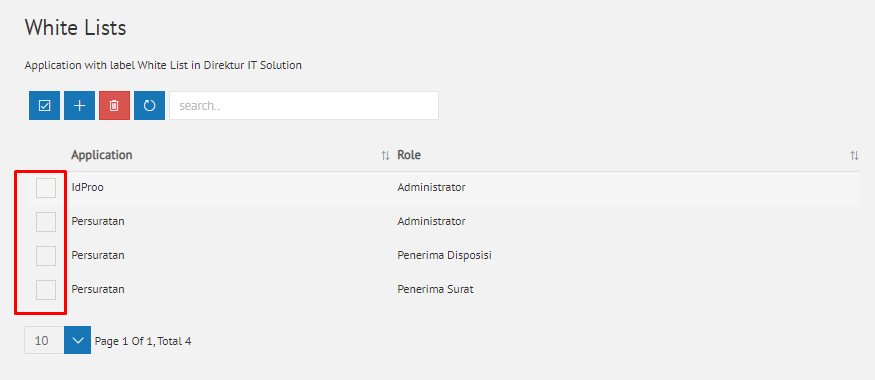 White Lists
Application with label White List in Direktur IT Solution
search..
Application Role
IdProo Administrator
Persuratan Administrator
Persuratan Penerima Disposisi
Persuratan Penerima Surat
10 Page 1 Of 1, Total 4